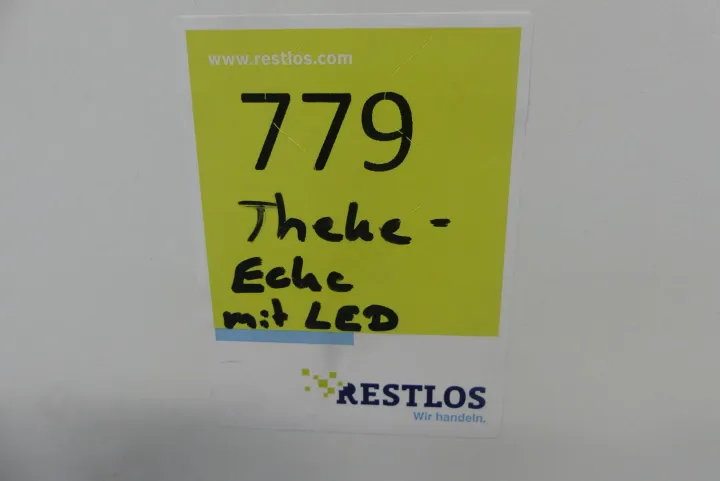 www.restlos.com
779
Theke-
Ecke
mit LED
RESTLOS
Wir handeln.